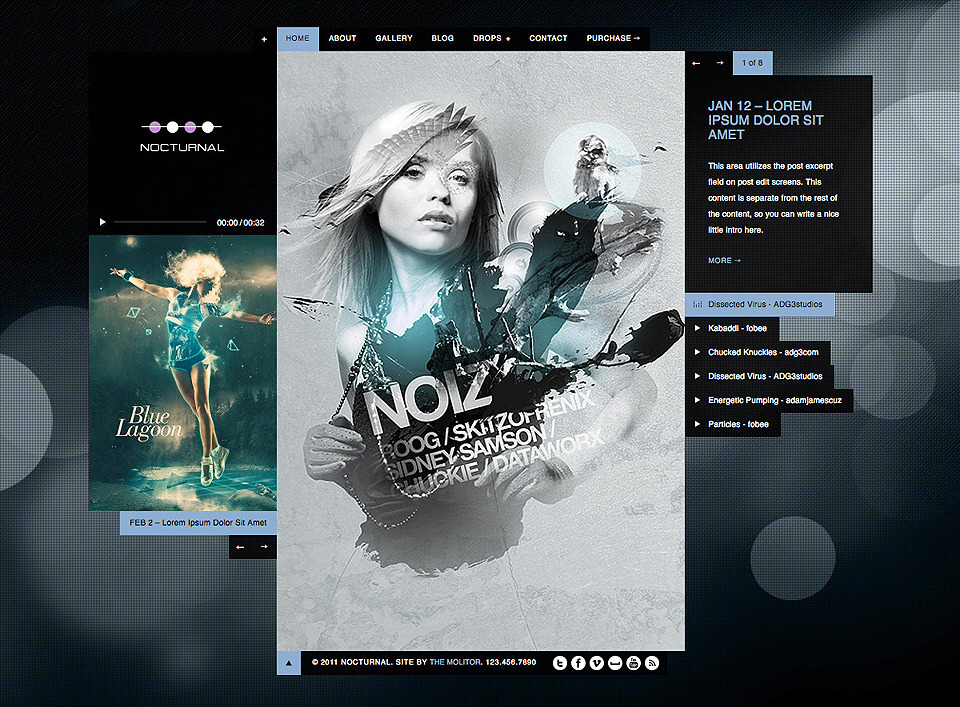 +
HOME ABOUT GALLERY BLOG DROPS + CONTACT PURCHASE →
NOCTURNAL
00:00 / 00:32
Blue
Lagoon
FEB 2 – Lorem Ipsum Dolor Sit Amet
← →
NOIZ
BOOG / SKITZOFRENIX
SIDNEY SAMSON /
CHUCKIE / DATAWORX
← → 1 of 8
JAN 12 – LOREM
IPSUM DOLOR SIT
AMET
This area utilizes the post excerpt
field on post edit screens. This
content is separate from the rest of
the content, so you can write a nice
little intro here.
MORE →
Dissected Virus - ADG3studios
Kabaddi - fobee
Chucked Knuckles - adg3com
Dissected Virus - ADG3studios
Energetic Pumping - adamjamescuz
Particles - fobee
© 2011 NOCTURNAL. SITE BY THE MOLITOR. 123.456.7890